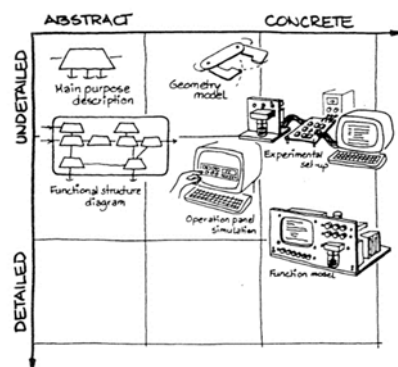 ABSTRACT
CONCRETE
UNDETAILED
DETAILED
Main purpose
description
Geometry
model
Functional structure
diagram
Operation panel
simulation
Experimental
set-up
Function model